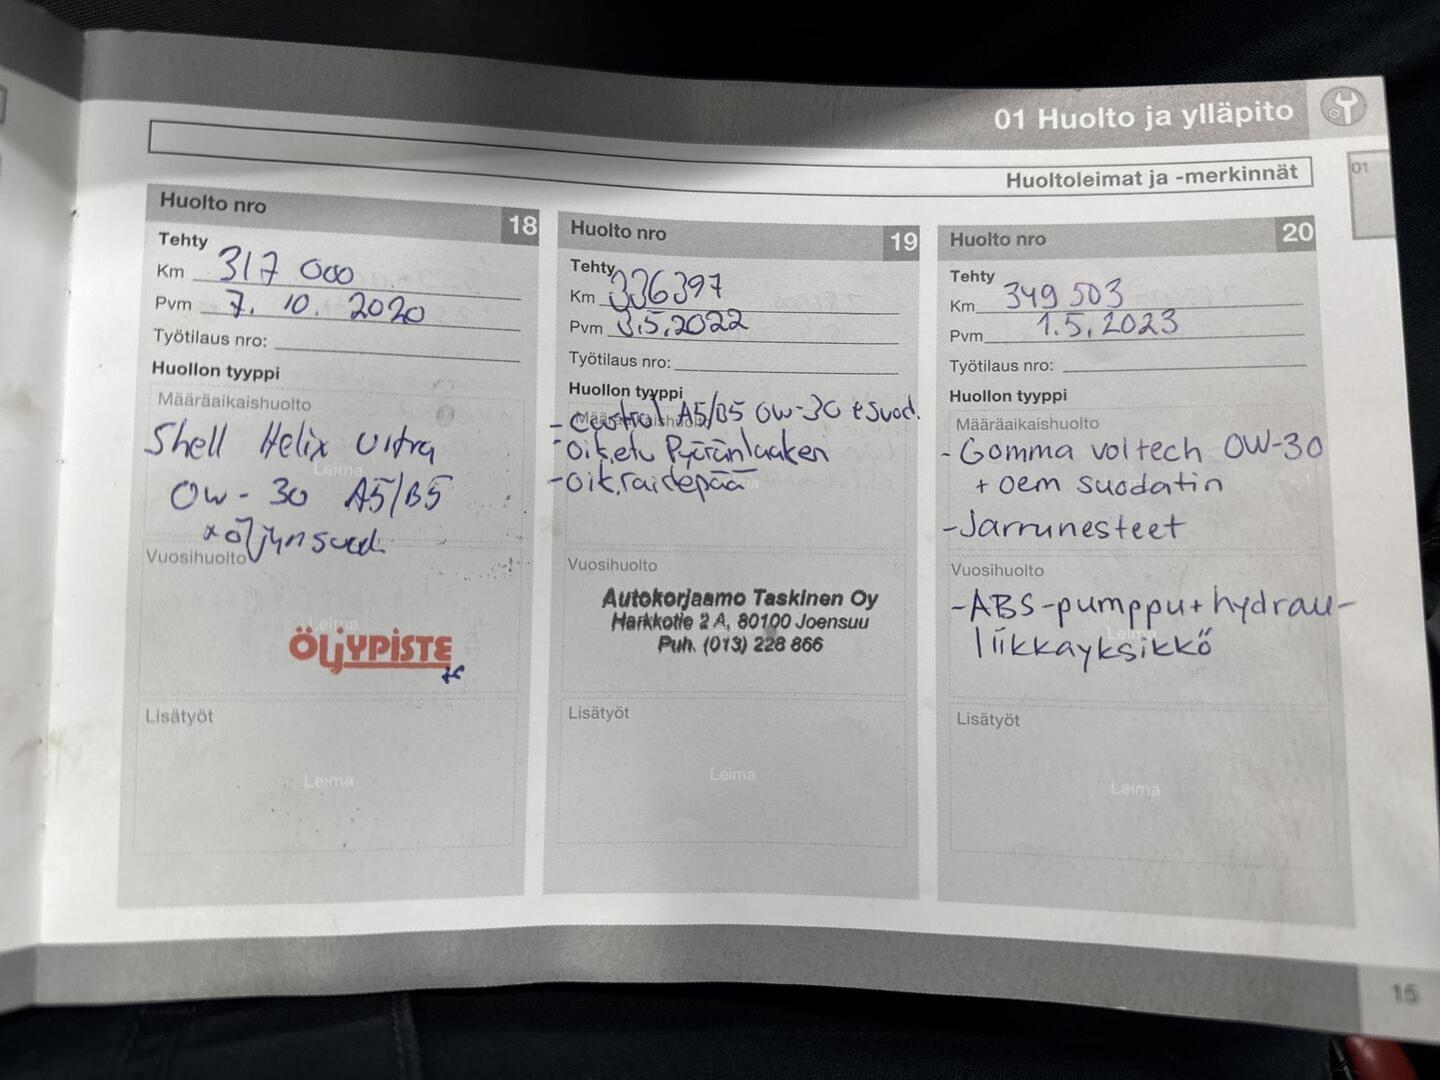 01 Huolto ja ylläpito
01
Huoltoleimat ja -merkinnät
Huolto nro
18
Tehty
Km 317 000
Pvm 7. 10. 2020
Työtilaus nro:
Huollon tyyppi
Määräaikaishuolto
Shell Helix Ultra
Leima
0W-30 A5/B5
+ öljynsuod.
Vuosihuolto
Leima
ÖLJYPISTE
Lisätyöt
Leima
Huolto nro
19
Tehty
Km 336397
Pvm 3.5.2022
Työtilaus nro:
Huollon tyyppi
Määräaikaishuolto
- castrol A5/B5 0W-30 + suod.
- oik.etu Pyöränlaaken
- oik.raidepää
Vuosihuolto
Autokorjaamo Taskinen Oy
Harkkotie 2 A, 80100 Joensuu
Puh. (013) 228 866
Lisätyöt
Leima
Huolto nro
20
Tehty
Km 349 503
Pvm 1.5.2023
Työtilaus nro:
Huollon tyyppi
Määräaikaishuolto
- Gomma voltech 0W-30
+ oem suodatin
- Jarrunesteet
Vuosihuolto
- ABS-pumppu + hydrau-
Leima
liikkayksikkö
Lisätyöt
Leima
15